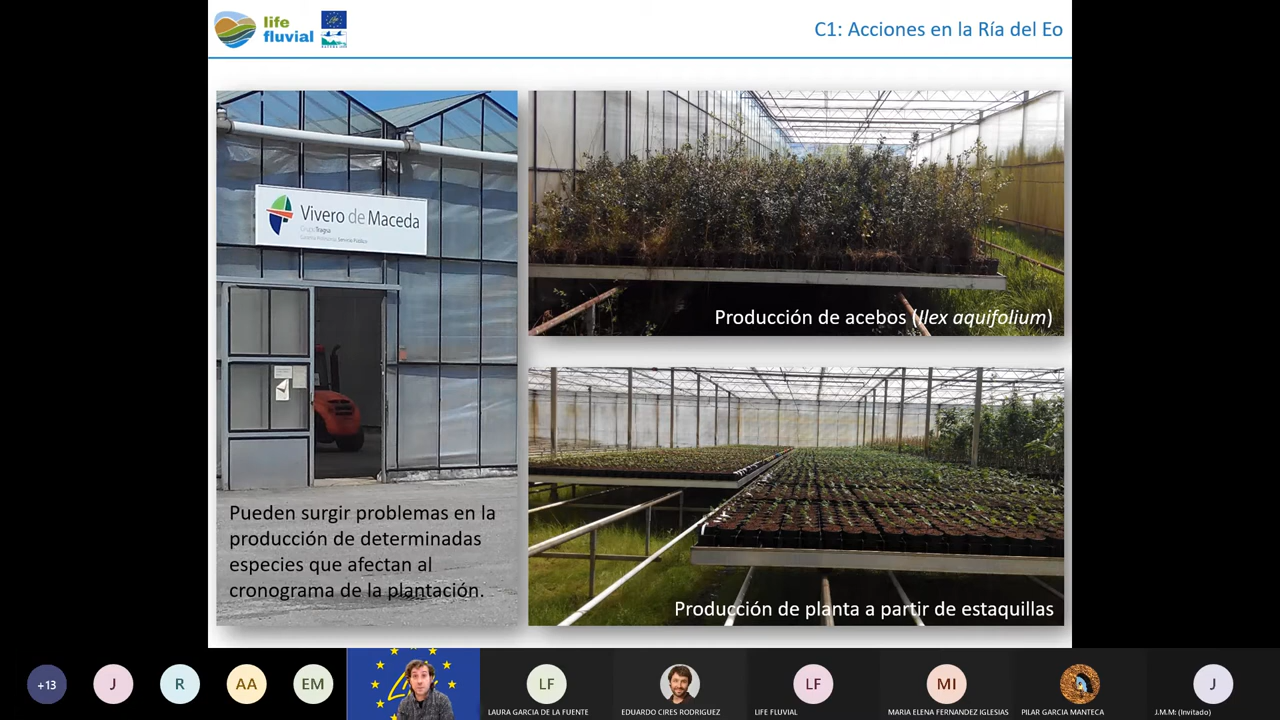 life
fluvial
C1: Acciones en la Ría del Eo
Vivero de Maceda
Grupo Tragsa
Pueden surgir problemas en la
producción de determinadas
especies que afectan al
cronograma de la plantación.
Producción de acebos (Ilex aquifolium)
Producción de planta a partir de estaquillas
+13
J
R
AA
EM
LF
LF
MI
J
LAURA GARCIA DE LA FUENTE
EDUARDO CIRES RODRIGUEZ
LIFE FLUVIAL
MARIA ELENA FERNANDEZ IGLESIAS
PILAR GARCIA MANTECA
J.M.M: (Invitado)